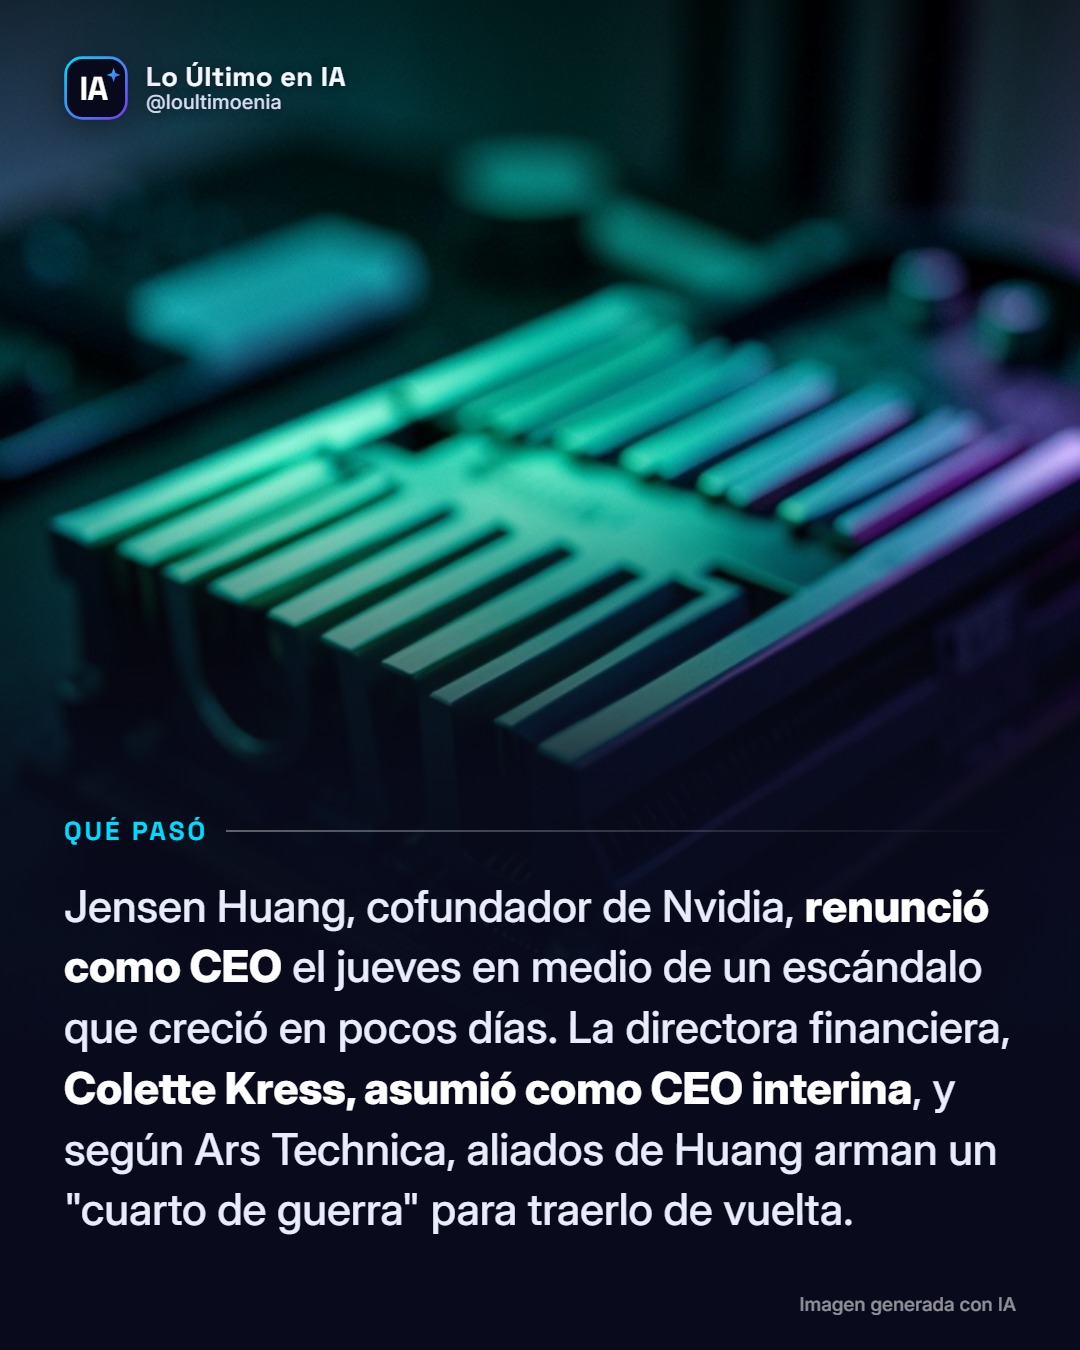 IA
Lo Último en IA
@loultimoenia
QUÉ PASÓ
Jensen Huang, cofundador de Nvidia, renunció
como CEO el jueves en medio de un escándalo
que creció en pocos días. La directora financiera,
Colette Kress, asumió como CEO interina, y
según Ars Technica, aliados de Huang arman un
"cuarto de guerra" para traerlo de vuelta.
Imagen generada con IA